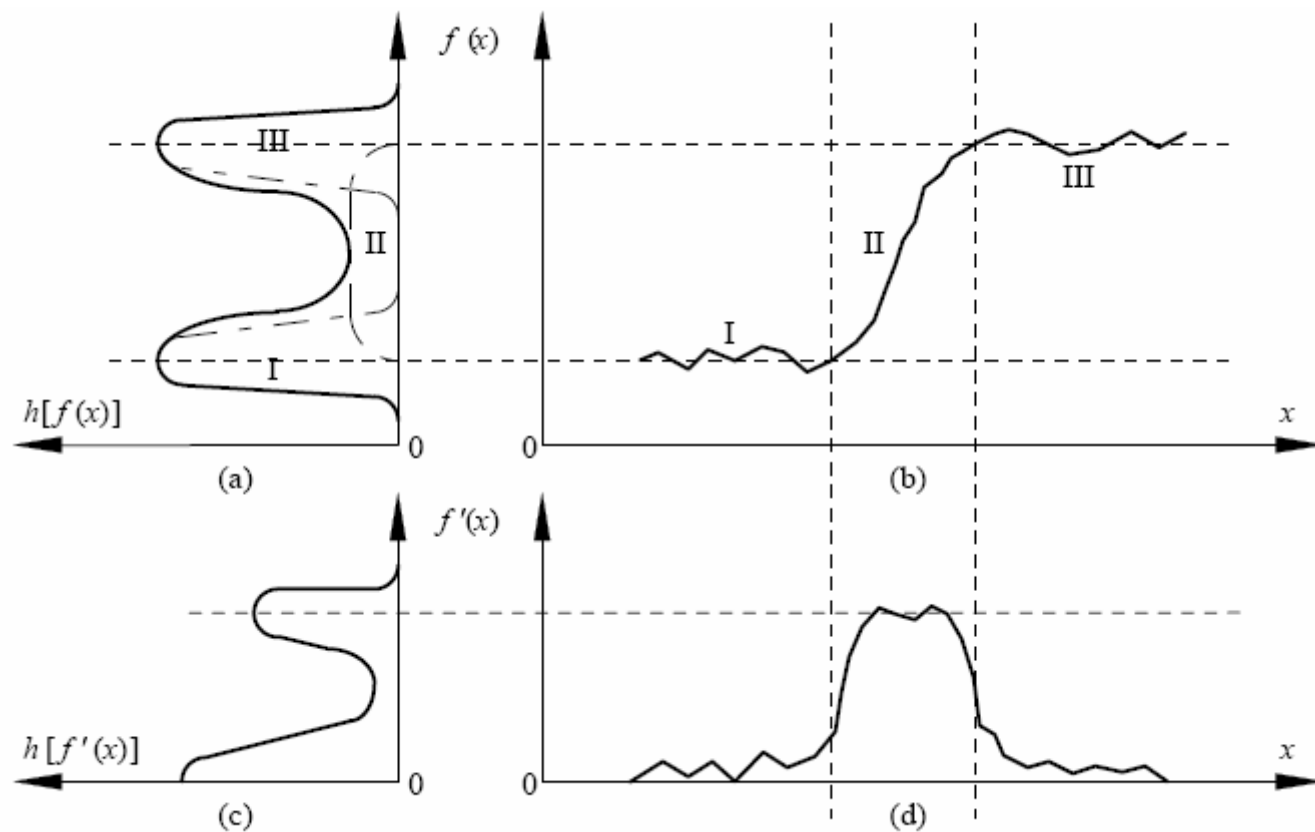 f(x)
III
III
II
II
I
I
h[f(x)]
0
0
x
(a)
(b)
f'(x)
h[f'(x)]
0
0
x
(c)
(d)